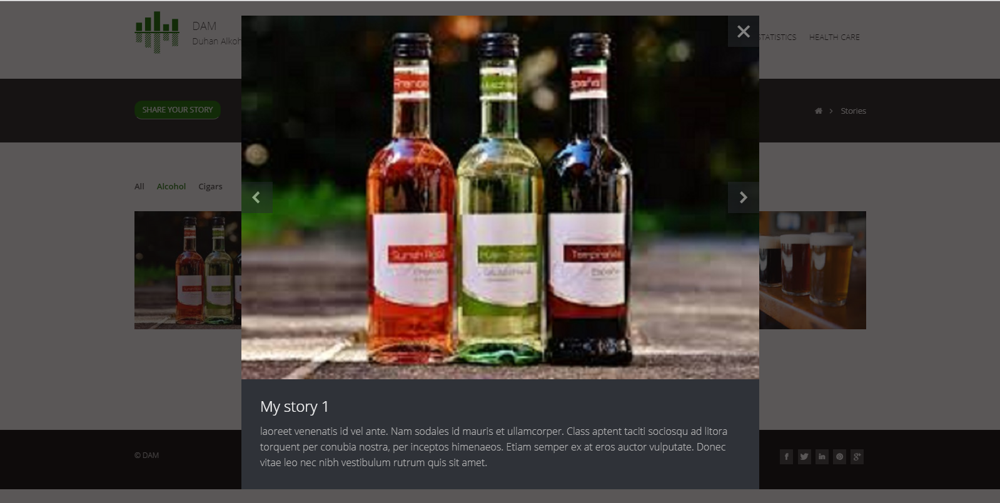 DAM
Duhan Alkoh
STATISTICS HEALTH CARE
SHARE YOUR STORY
Stories
All Alcohol Cigars
Tempranillo
España
My story 1
laoreet venenatis id vel ante. Nam sodales id mauris et ullamcorper. Class aptent taciti sociosqu ad litora
torquent per conubia nostra, per inceptos himenaeos. Etiam semper ex at eros auctor vulputate. Donec
vitae leo nec nibh vestibulum rutrum quis sit amet.
© DAM